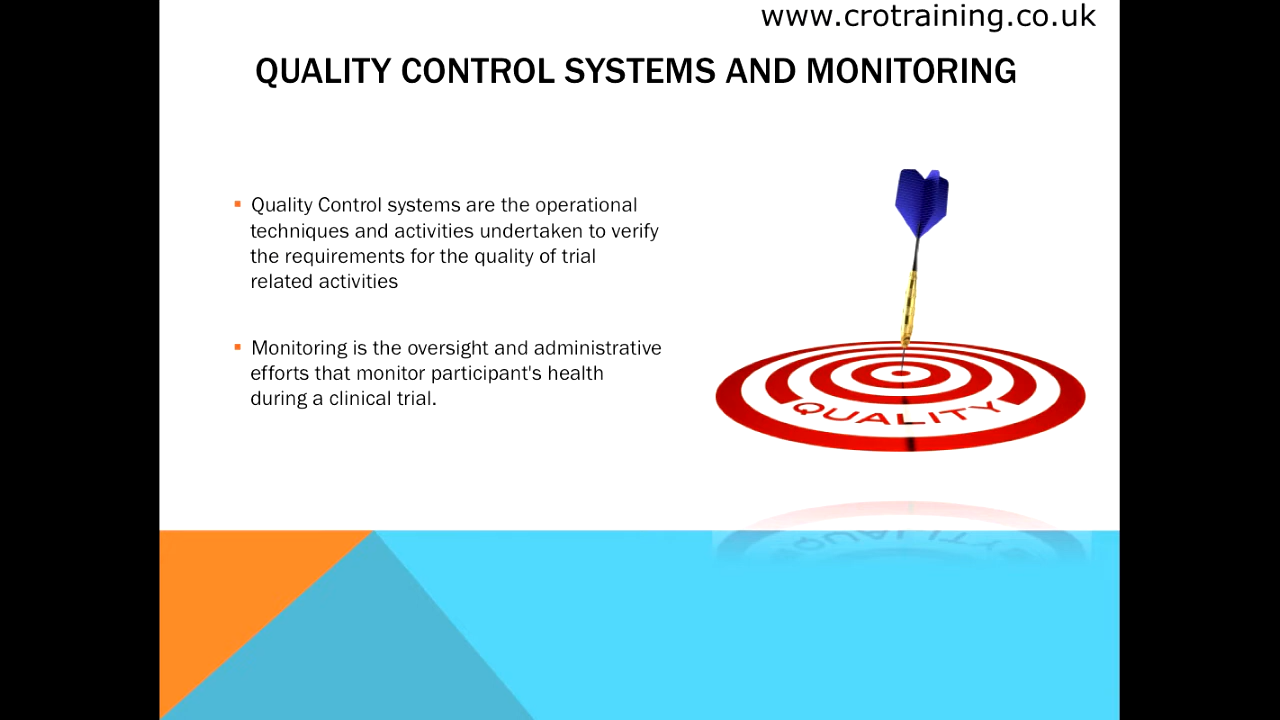 www.crotraining.co.uk
QUALITY CONTROL SYSTEMS AND MONITORING
Quality Control systems are the operational
techniques and activities undertaken to verify
the requirements for the quality of trial
related activities
Monitoring is the oversight and administrative
efforts that monitor participant's health
during a clinical trial.
QUALITY